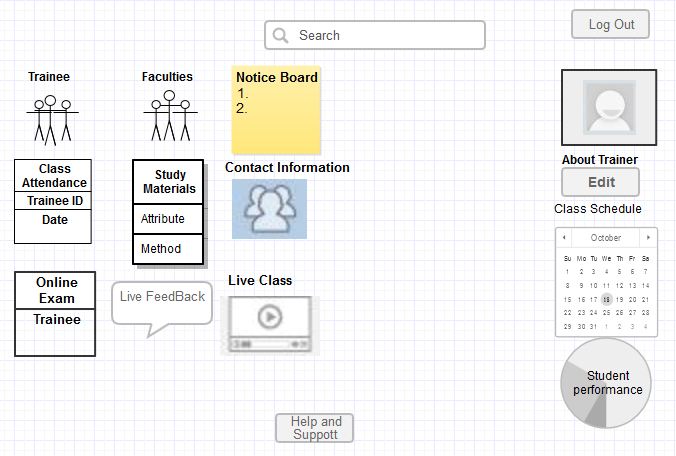 Log Out
Search
Trainee
Faculties
Notice Board
1.
2.
About Trainer
Edit
Class Schedule
Class
Attendance
Trainee ID
Date
Study
Materials
Attribute
Method
Contact Information
October
Su Mo Tu We Th Fr Sa
1 2 3 4 5 6 7
8 9 10 11 12 13 14
15 16 17 18 19 20 21
22 23 24 25 26 27 28
29 30 31 1 2 3 4
Online
Exam
Trainee
Live FeedBack
Live Class
Student
performance
Help and
Suppott